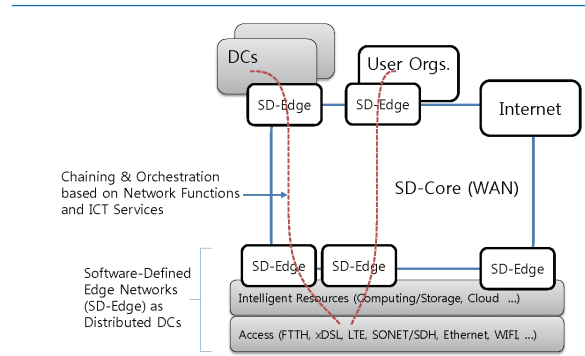 DCs
User Orgs.
SD-Edge
SD-Edge
Internet
Chaining & Orchestration
based on Network Functions
and ICT Services
SD-Core (WAN)
SD-Edge
SD-Edge
SD-Edge
Software-Defined
Edge Networks
(SD-Edge) as
Distributed DCs
Intelligent Resources (Computing/Storage, Cloud ...)
Access (FTTH, xDSL, LTE, SONET/SDH, Ethernet, WIFI, ...)